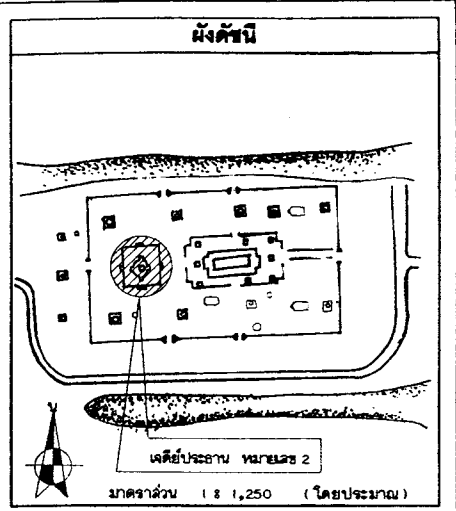 ผังดัชนี
เจดีย์ประธาน หมายเลข 2
น
มาตราส่วน 1 : 1,250 (โดยประมาณ)